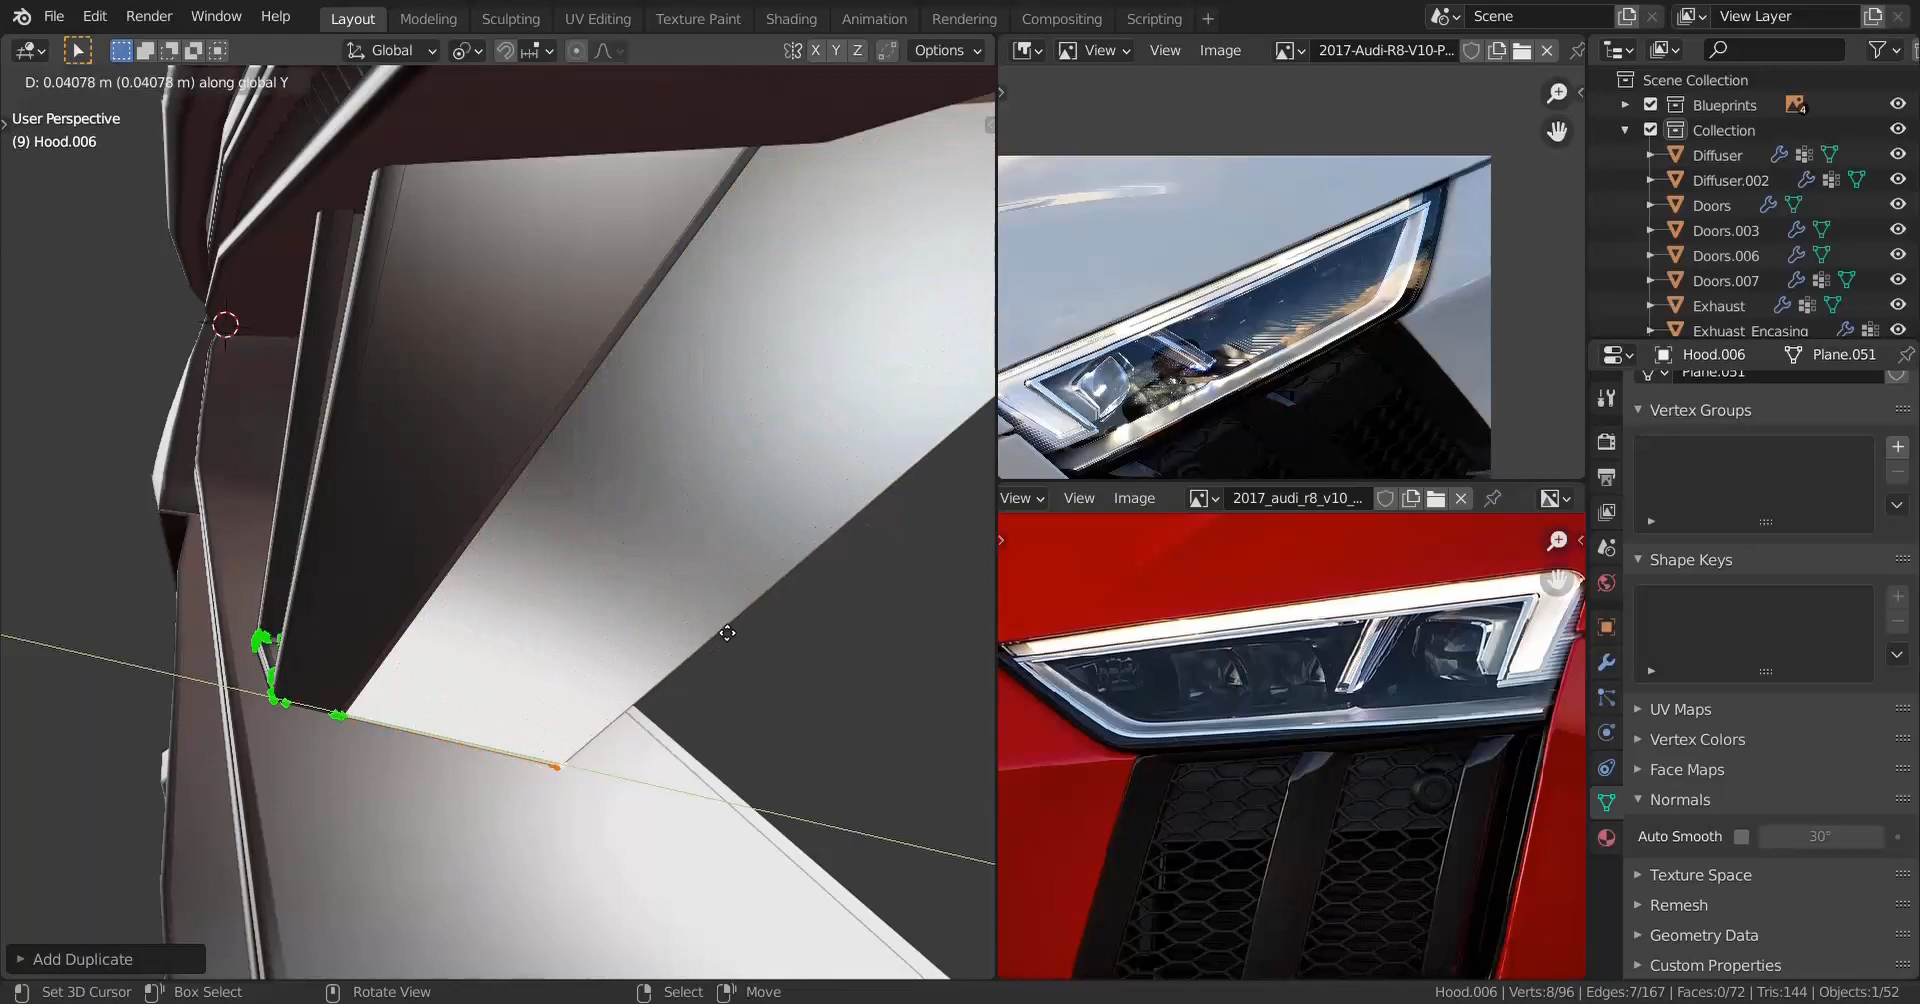 File Edit Render Window Help Layout Modeling Sculpting UV Editing Texture Paint Shading Animation Rendering Compositing Scripting + Scene View Layer
Global X Y Z Options View View Image 2017-Audi-R8-V10-P...
D: 0.04078 m (0.04078 m) along global Y
User Perspective
(9) Hood.006
Scene Collection
Blueprints 4
Collection
Diffuser
Diffuser.002
Doors
Doors.003
Doors.006
Doors.007
Exhaust
Exhuast Encasing
Hood.006 Plane.051
Plane.051
Vertex Groups
View View Image 2017_audi_r8_v10_...
Shape Keys
UV Maps
Vertex Colors
Face Maps
Normals
Auto Smooth 30°
Texture Space
Remesh
Geometry Data
Custom Properties
Add Duplicate
Set 3D Cursor Box Select Rotate View Select Move Hood.006 | Verts:8/96 | Edges:7/167 | Faces:0/72 | Tris:144 | Objects:1/52